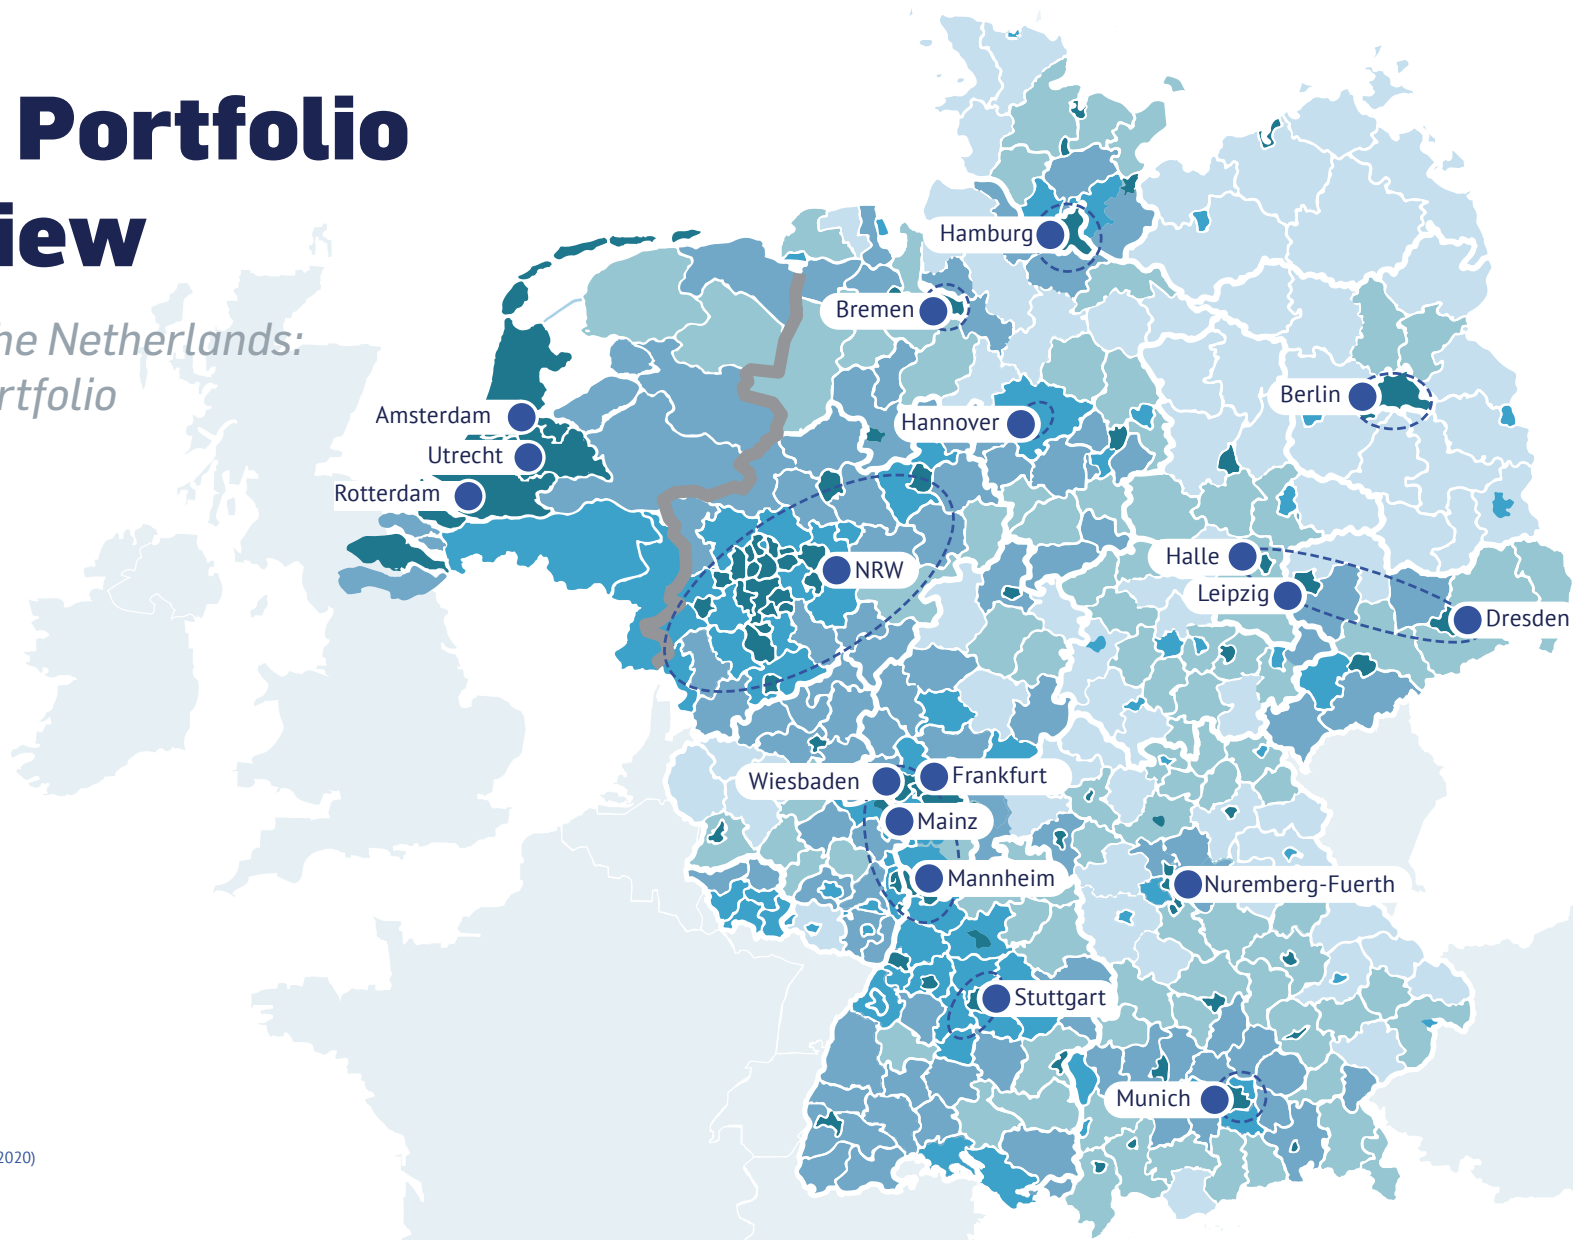 Portfolio
iew
he Netherlands:
rtfolio
Hamburg
Bremen
Amsterdam
Hannover
Berlin
Utrecht
Rotterdam
NRW
Halle
Leipzig
Dresden
Wiesbaden
Frankfurt
Mainz
Mannheim
Nuremberg-Fuerth
Stuttgart
Munich
2020)